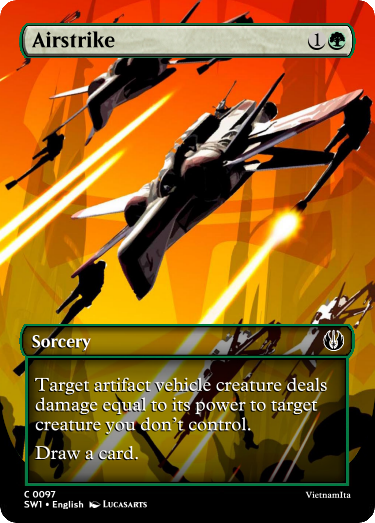 Airstrike 1
Sorcery
Target artifact vehicle creature deals
damage equal to its power to target
creature you don't control.
Draw a card.
C 0097
SW1 • English LUCASARTS
VietnamIta